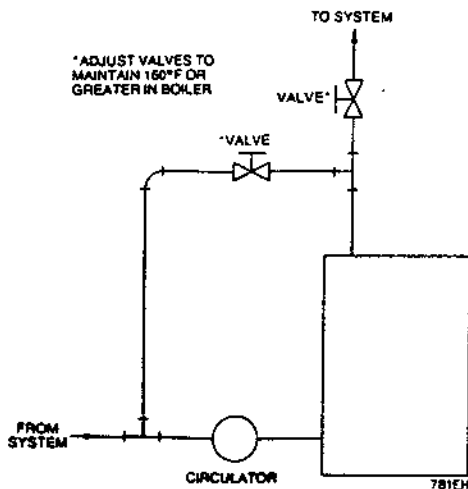 TO SYSTEM
*ADJUST VALVES TO
MAINTAIN 160°F OR
GREATER IN BOILER
VALVE*
*VALVE
FROM
SYSTEM
CIRCULATOR
781EH